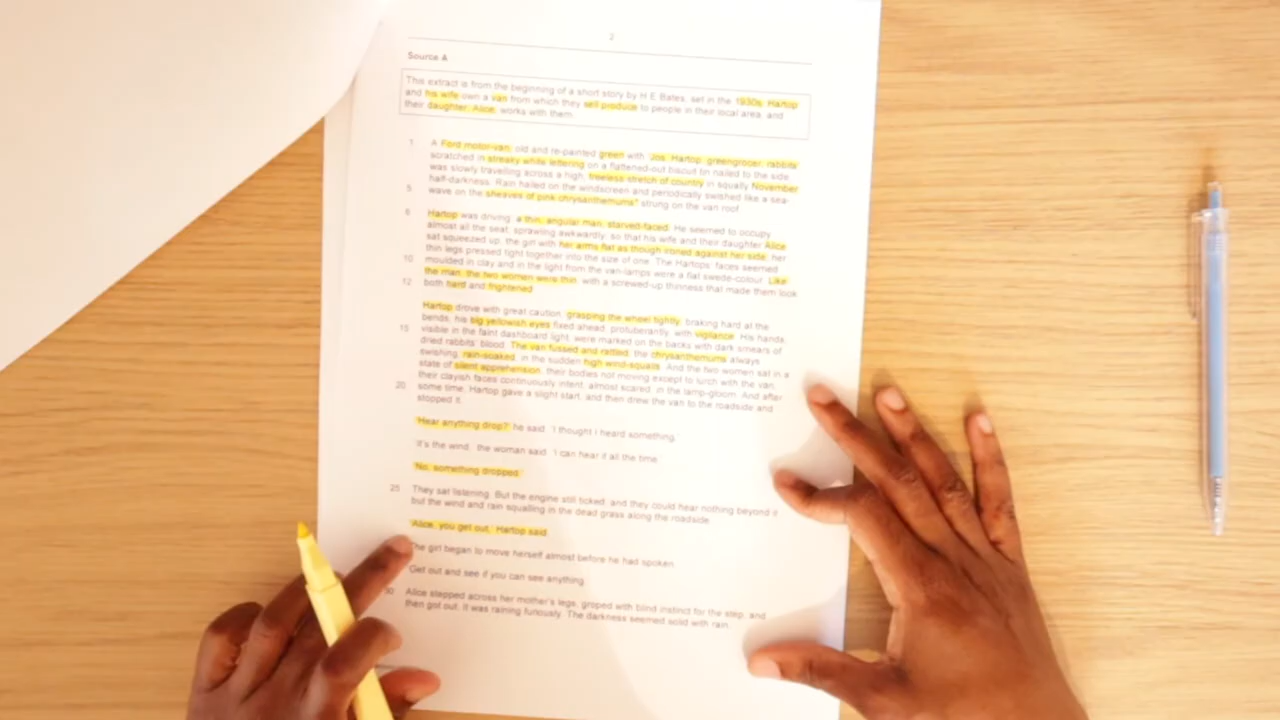 2
Source A
This extract is from the beginning of a short story by H E Bates, set in the 1930s. Hartop
and his wife own a van from which they sell produce to people in their local area, and
their daughter, Alice, works with them.
1 A Ford motor-van, old and re-painted green with 'Jos. Hartop, greengrocer, rabbits'
scratched in streaky white lettering on a flattened-out biscuit tin nailed to the side,
was slowly travelling across a high, treeless stretch of country in squally November
half-darkness. Rain hailed on the windscreen and periodically swished like a sea-
5 wave on the sheaves of pink chrysanthemums* strung on the van roof.
6 Hartop was driving: a thin, angular man, starved-faced. He seemed to occupy
almost all the seat, sprawling awkwardly, so that his wife and their daughter Alice
sat squeezed up, the girl with her arms flat as though ironed against her side, her
thin legs pressed tight together into the size of one. The Hartops' faces seemed
10 moulded in clay and in the light from the van-lamps were a flat swede-colour. Like
the man, the two women were thin, with a screwed-up thinness that made them look
12 both hard and frightened.
Hartop drove with great caution, grasping the wheel tightly, braking hard at the
bends, his big yellowish eyes fixed ahead, protuberantly, with vigilance. His hands,
15 visible in the faint dashboard light, were marked on the backs with dark smears of
dried rabbits' blood. The van fussed and rattled, the chrysanthemums always
swishing, rain-soaked, in the sudden high wind-squalls. And the two women sat in a
state of silent apprehension, their bodies not moving except to lurch with the van,
their clayish faces continuously intent, almost scared, in the lamp-gloom. And after
20 some time, Hartop gave a slight start, and then drew the van to the roadside and
stopped it.
'Hear anything drop?' he said. 'I thought I heard something.'
'It's the wind,' the woman said. 'I can hear it all the time.'
'No, something dropped.'
25 They sat listening. But the engine still ticked, and they could hear nothing beyond it
but the wind and rain squalling in the dead grass along the roadside.
'Alice, you get out,' Hartop said.
The girl began to move herself almost before he had spoken.
'Get out and see if you can see anything.'
30 Alice stepped across her mother's legs, groped with blind instinct for the step, and
then got out. It was raining furiously. The darkness seemed solid with rain.